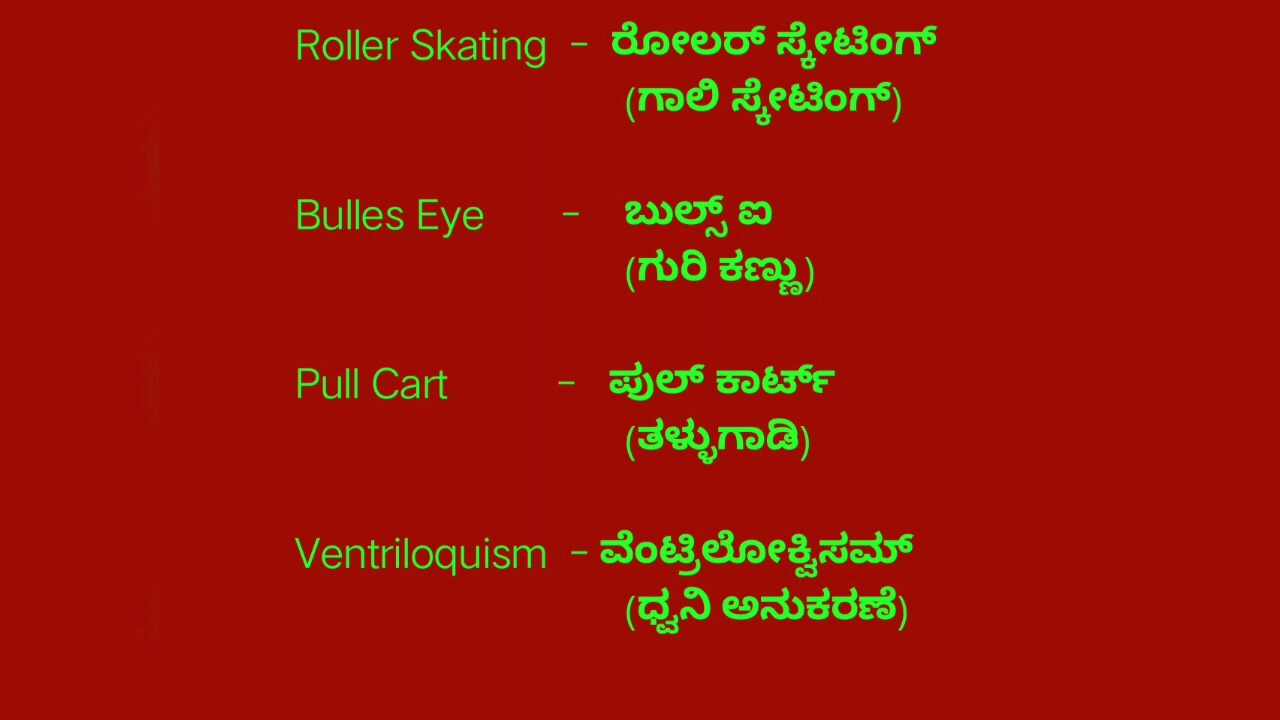 Roller Skating - ರೋಲರ್ ಸ್ಕೇಟಿಂಗ್
(ಗಾಲಿ ಸ್ಕೇಟಿಂಗ್)
Bulles Eye - ಬುಲ್ಸ್ ಐ
(ಗುರಿ ಕಣ್ಣು)
Pull Cart - ಪುಲ್ ಕಾರ್ಟ್
(ತಳ್ಳುಗಾಡಿ)
Ventriloquism - ವೆಂಟ್ರಿಲೋಕ್ವಿಸಮ್
(ಧ್ವನಿ ಅನುಕರಣೆ)